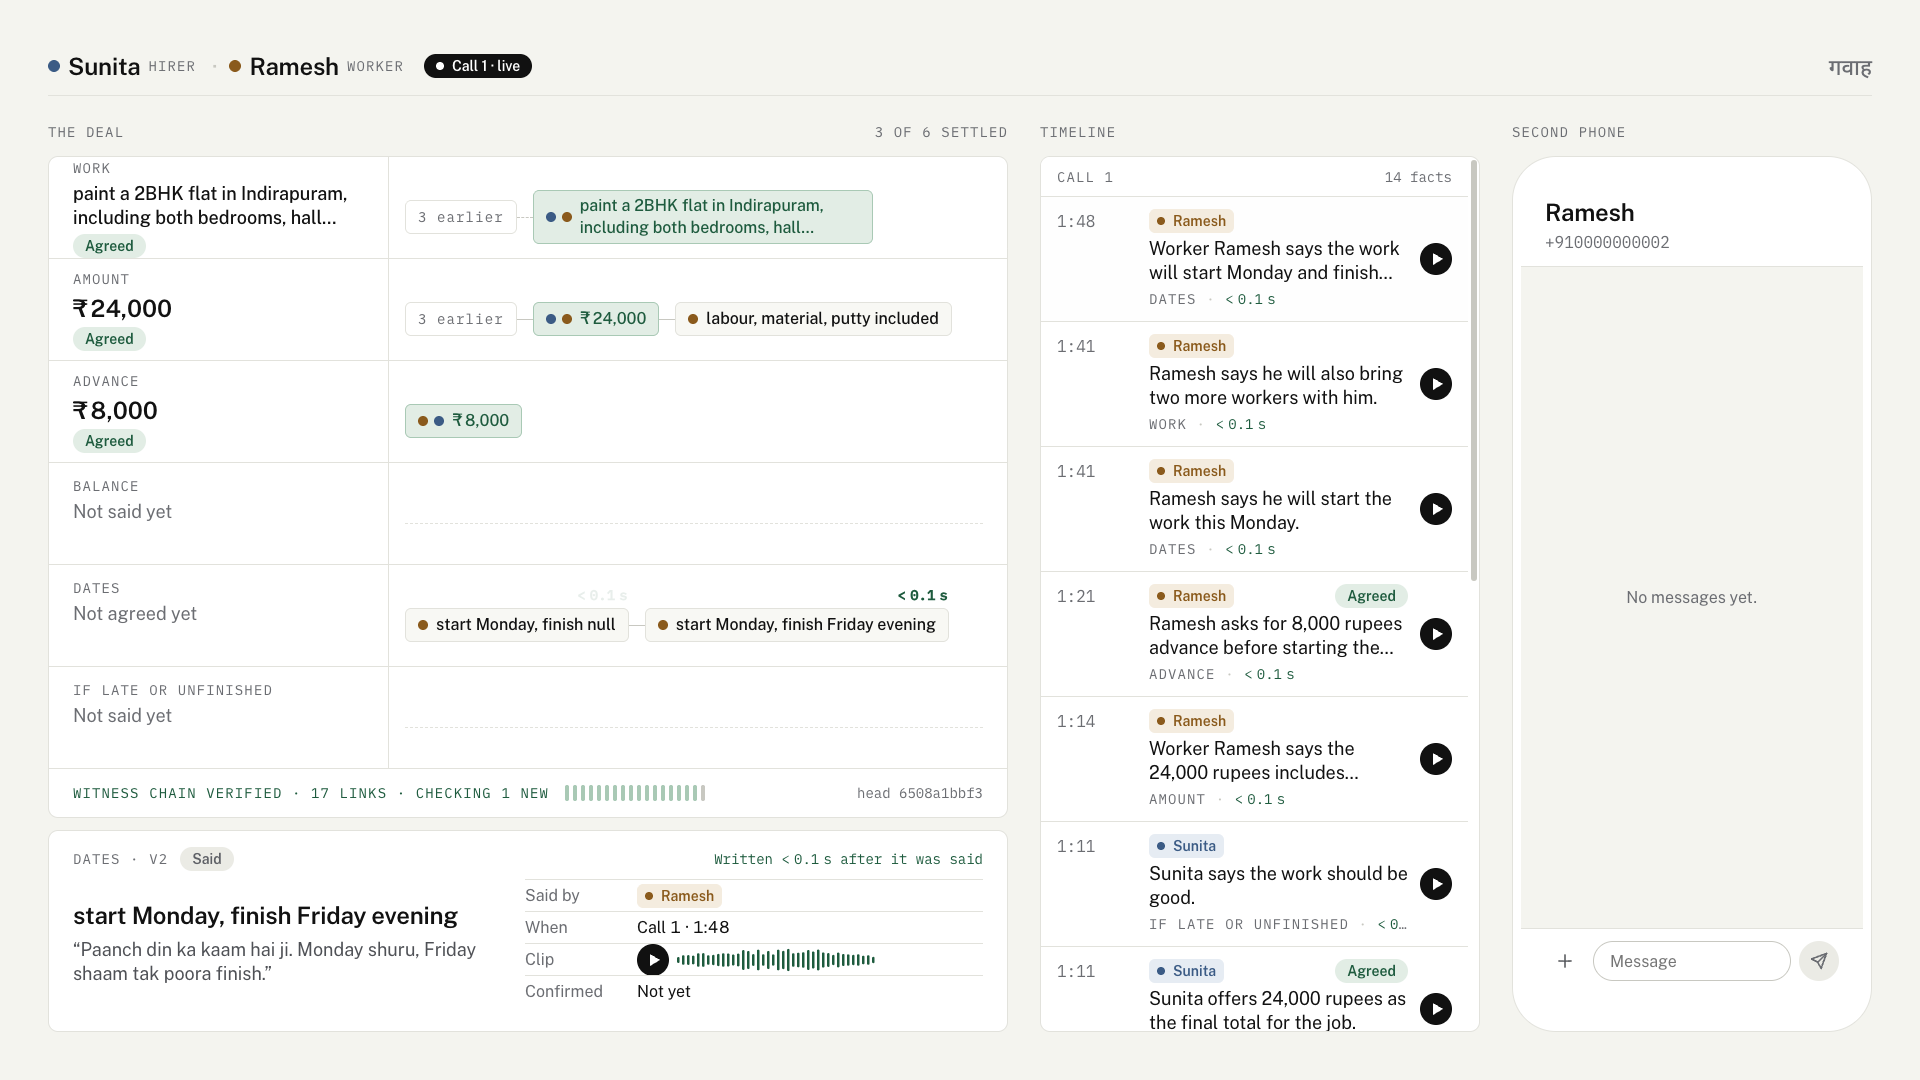 Sunita HIRER · Ramesh WORKER Call 1 · live
गवाह
THE DEAL
3 OF 6 SETTLED
WORK
paint a 2BHK flat in Indirapuram,
including both bedrooms, hall...
Agreed
3 earlier
paint a 2BHK flat in Indirapuram,
including both bedrooms, hall...
AMOUNT
₹24,000
Agreed
3 earlier
₹24,000
labour, material, putty included
ADVANCE
₹8,000
Agreed
₹8,000
BALANCE
Not said yet
DATES
Not agreed yet
<0.1 s
<0.1 s
start Monday, finish null
start Monday, finish Friday evening
IF LATE OR UNFINISHED
Not said yet
WITNESS CHAIN VERIFIED · 17 LINKS · CHECKING 1 NEW
head 6508a1bbf3
DATES · V2 Said
Written <0.1 s after it was said
start Monday, finish Friday evening
“Paanch din ka kaam hai ji. Monday shuru, Friday
shaam tak poora finish.”
Said by Ramesh
When Call 1 · 1:48
Clip
Confirmed Not yet
TIMELINE
CALL 1 14 facts
1:48 Ramesh
Worker Ramesh says the work
will start Monday and finish...
DATES · <0.1 s
1:41 Ramesh
Ramesh says he will also bring
two more workers with him.
WORK · <0.1 s
1:41 Ramesh
Ramesh says he will start the
work this Monday.
DATES · <0.1 s
1:21 Ramesh Agreed
Ramesh asks for 8,000 rupees
advance before starting the...
ADVANCE · <0.1 s
1:14 Ramesh
Worker Ramesh says the
24,000 rupees includes...
AMOUNT · <0.1 s
1:11 Sunita
Sunita says the work should be
good.
IF LATE OR UNFINISHED · <0...
1:11 Sunita Agreed
Sunita offers 24,000 rupees as
the final total for the job.
SECOND PHONE
Ramesh
+910000000002
No messages yet.
Message